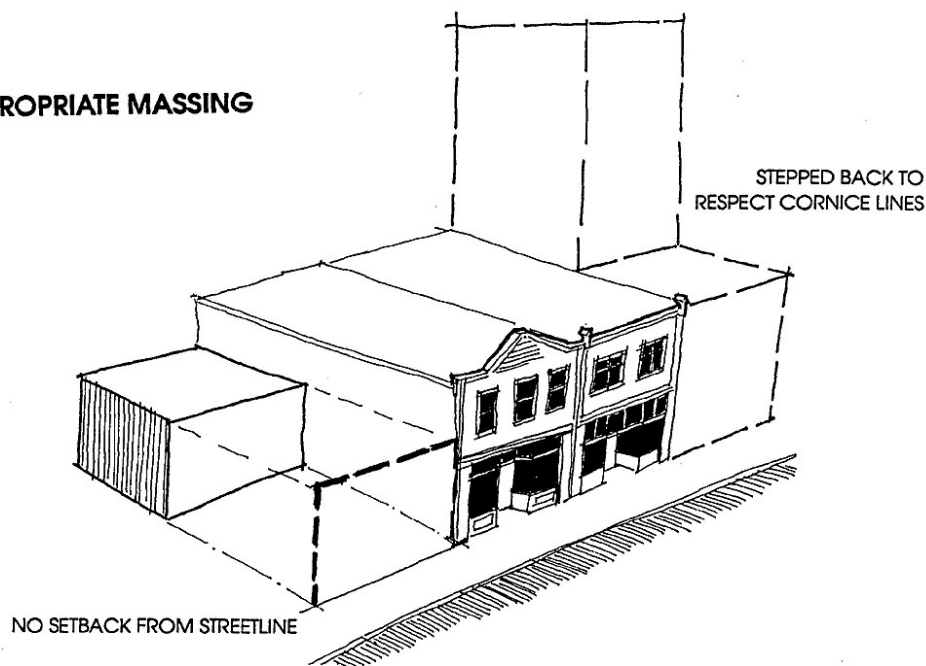 ROPRIATE MASSING
STEPPED BACK TO
RESPECT CORNICE LINES
NO SETBACK FROM STREETLINE